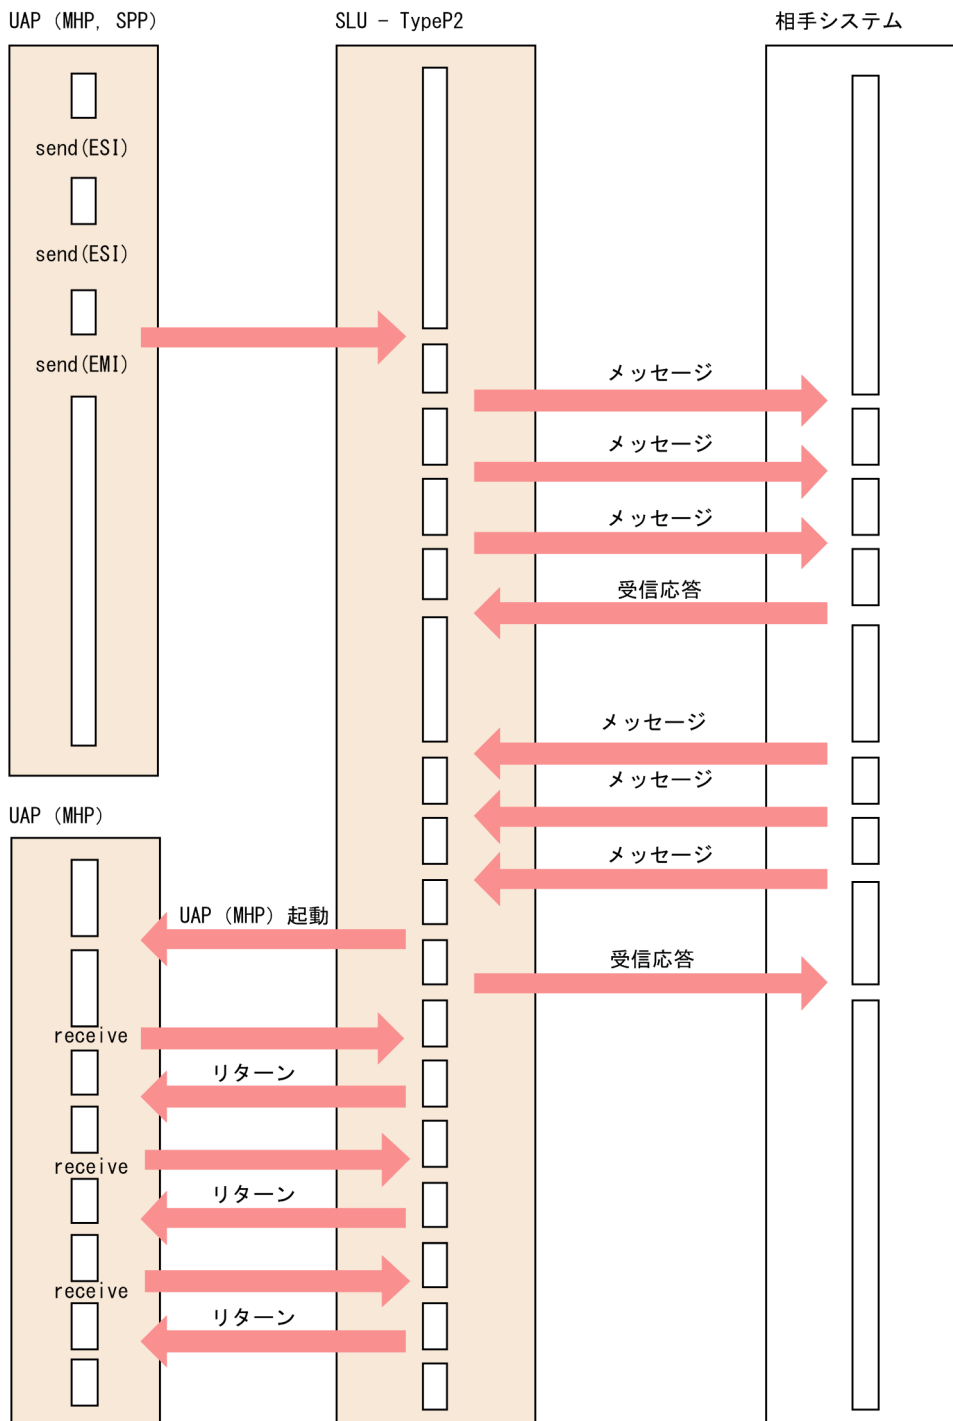 UAP (MHP, SPP)
SLU - TypeP2
相手システム
send(ESI)
send(ESI)
send(EMI)
メッセージ
メッセージ
メッセージ
受信応答
メッセージ
メッセージ
UAP (MHP)
メッセージ
UAP (MHP) 起動
受信応答
receive
リターン
receive
リターン
receive
リターン